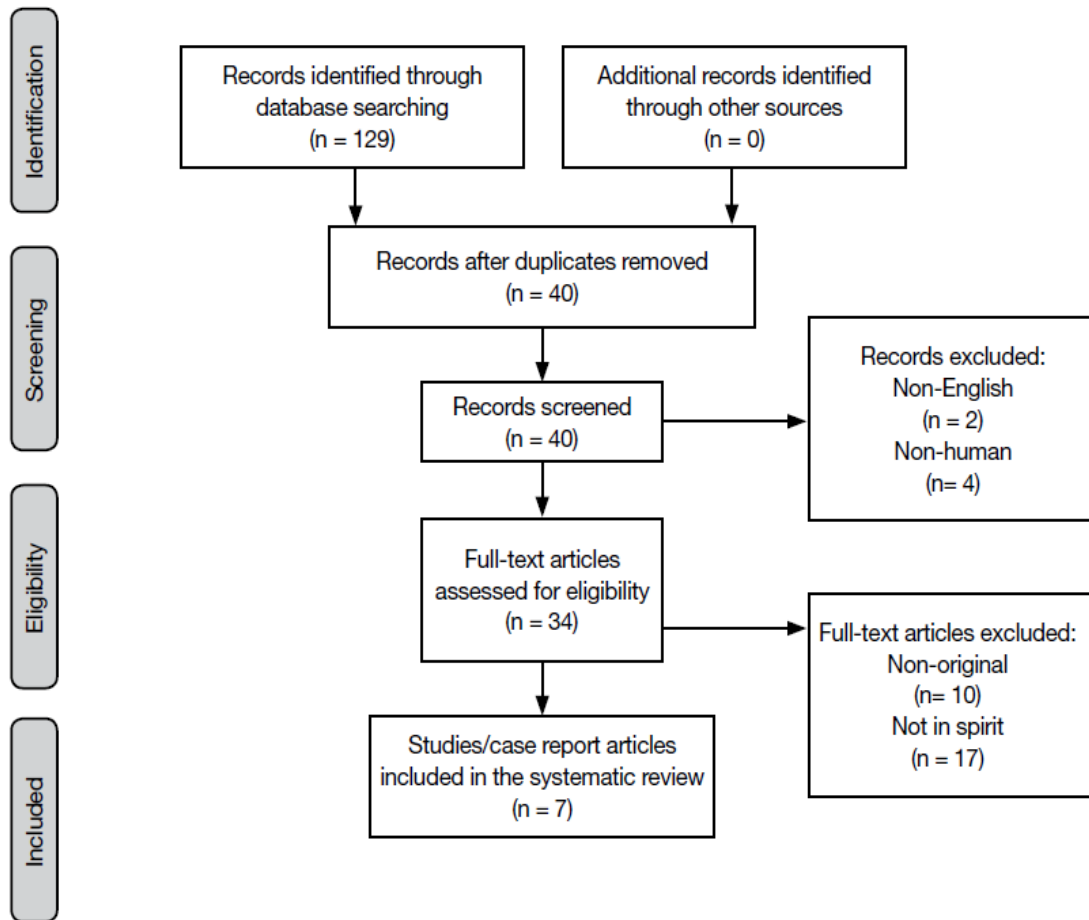 Identification
Records identified through
database searching
(n = 129)
Additional records identified
through other sources
(n = 0)
Screening
Records after duplicates removed
(n = 40)
Records screened
(n = 40)
Records excluded:
Non-English
(n = 2)
Non-human
(n= 4)
Eligibility
Full-text articles
assessed for eligibility
(n = 34)
Full-text articles excluded:
Non-original
(n= 10)
Not in spirit
(n = 17)
Included
Studies/case report articles
included in the systematic review
(n = 7)